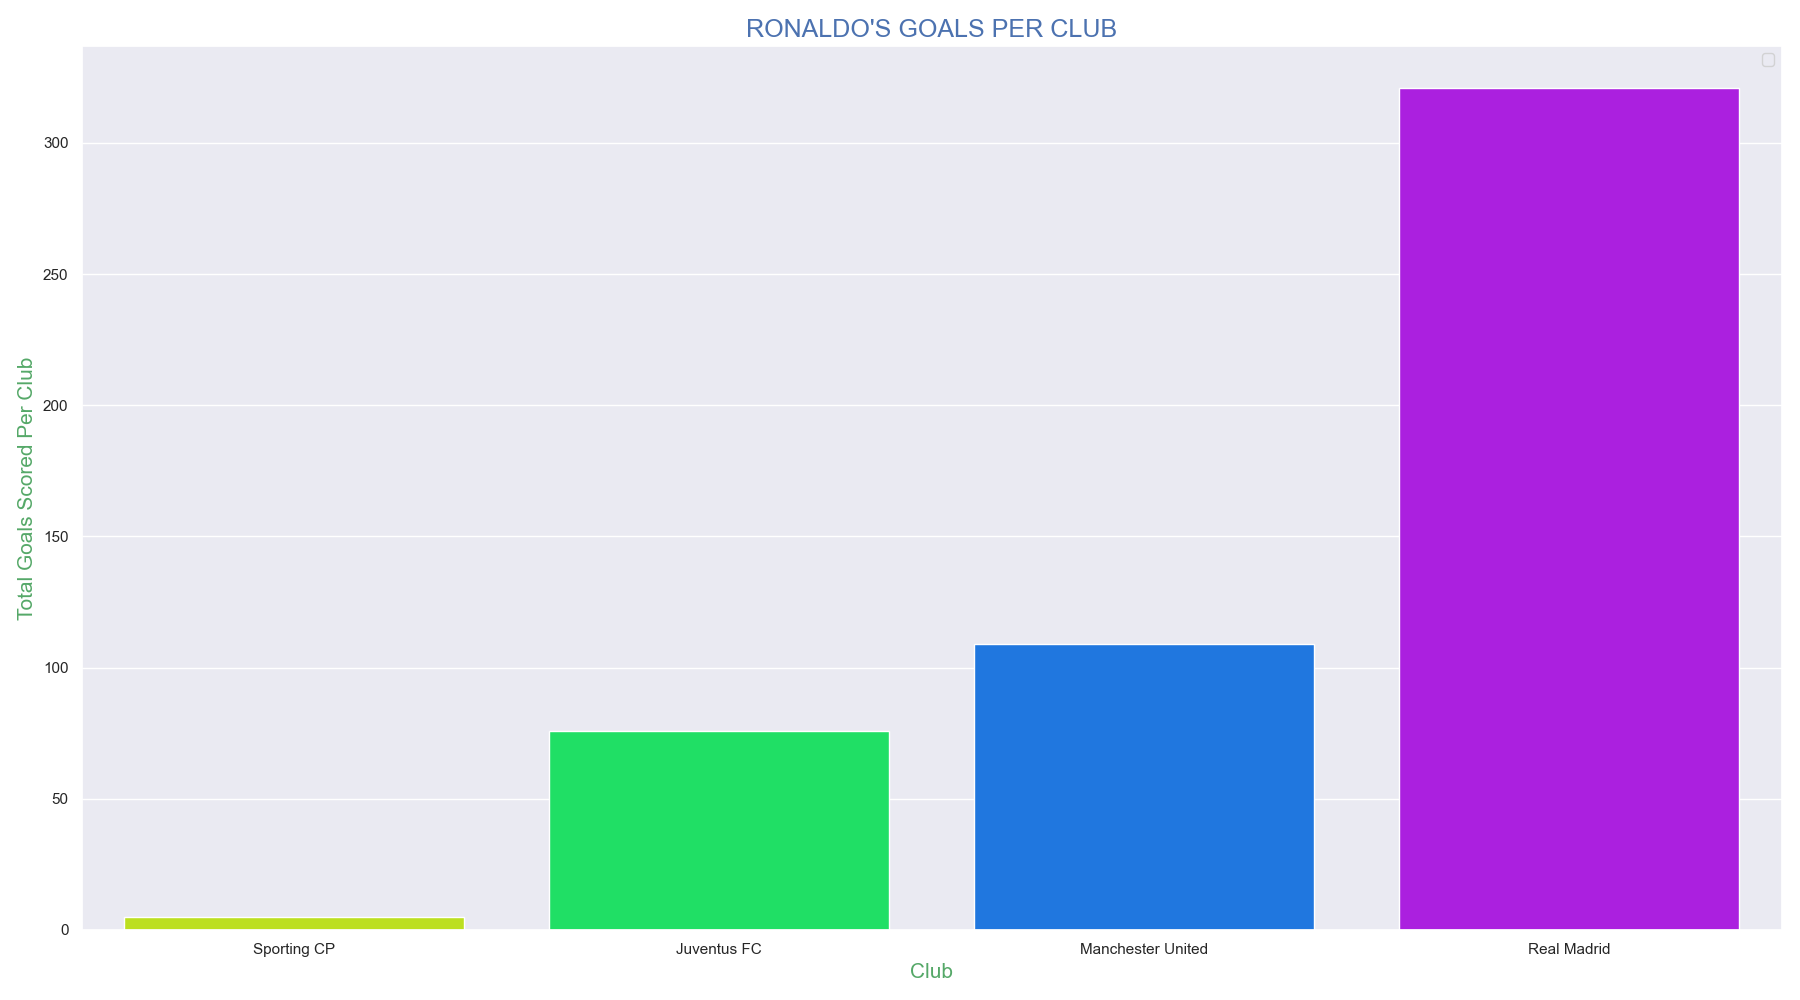 RONALDO'S GOALS PER CLUB
Total Goals Scored Per Club
300
250
200
150
100
50
0
Sporting CP
Juventus FC
Manchester United
Real Madrid
Club